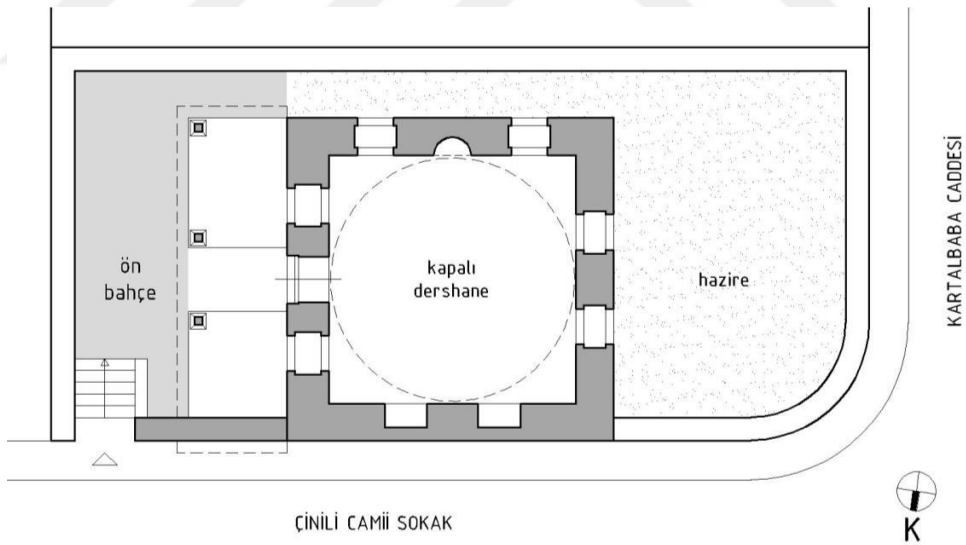 ön
bahçe
kapalı
dershane
hazire
KARTALBABA CADDESİ
ÇİNİLİ CAMİİ SOKAK
K